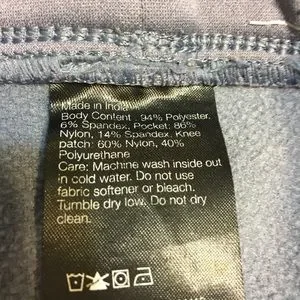 Made in India
Body Content: 94% Polyester,
6% Spandex, Pocket: 86%
Nylon, 14% Spandex, Knee
patch: 60% Nylon, 40%
Polyurethane
Care: Machine wash inside out
in cold water. Do not use
fabric softener or bleach.
Tumble dry low. Do not dry
clean.